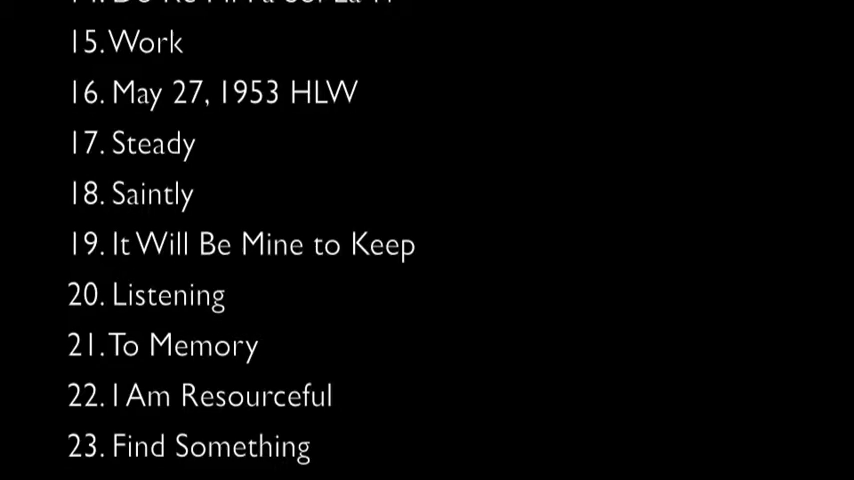 15. Work
16. May 27, 1953 HLW
17. Steady
18. Saintly
19. It Will Be Mine to Keep
20. Listening
21. To Memory
22. I Am Resourceful
23. Find Something